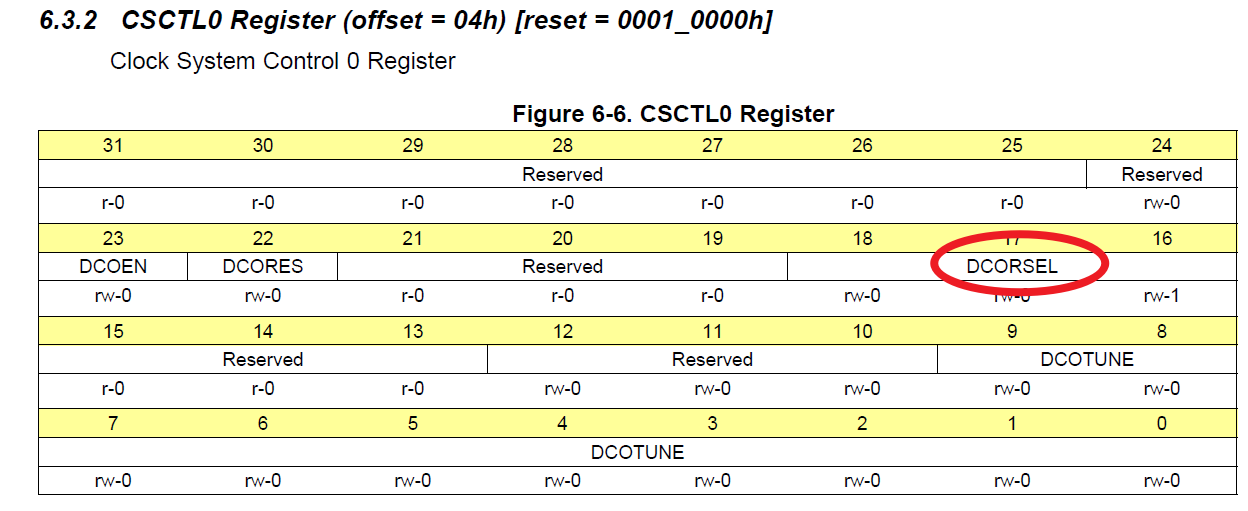 6.3.2 CSCTL0 Register (offset = 04h) [reset = 0001_0000h]
Clock System Control 0 Register
Figure 6-6. CSCTL0 Register
31 30 29 28 27 26 25 24
Reserved Reserved
r-0 r-0 r-0 r-0 r-0 r-0 r-0 rw-0
23 22 21 20 19 18 17 16
DCOEN DCORES Reserved DCORSEL
rw-0 rw-0 r-0 r-0 r-0 rw-0 rw-0 rw-1
15 14 13 12 11 10 9 8
Reserved Reserved DCOTUNE
r-0 r-0 r-0 rw-0 rw-0 rw-0 rw-0 rw-0
7 6 5 4 3 2 1 0
DCOTUNE
rw-0 rw-0 rw-0 rw-0 rw-0 rw-0 rw-0 rw-0